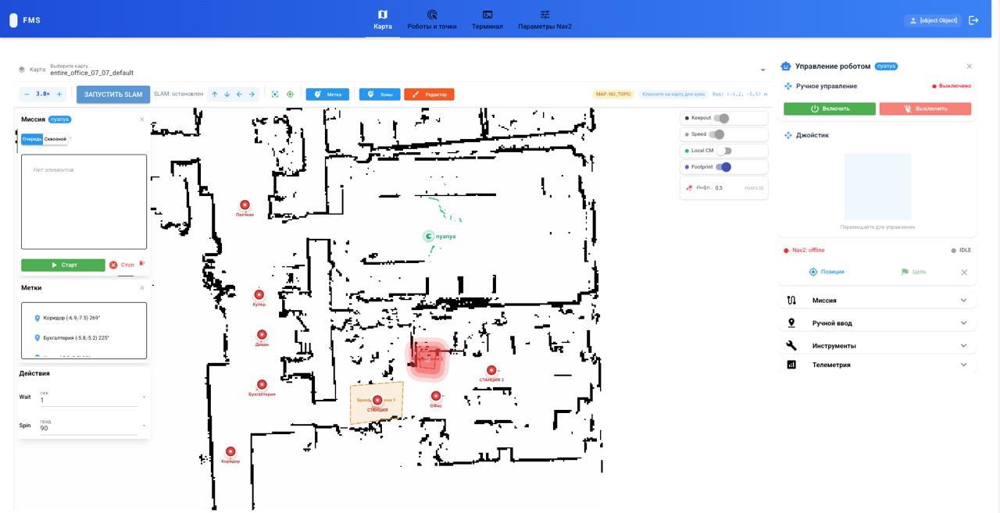 FMS
Карта
Роботы и точки
Терминал
Параметры Nav2
[object Object]
Карта:
Выберите карту...
entire_office_07_07_default
− 3.0× +
ЗАПУСТИТЬ SLAM
SLAM: остановлен
Метка
Зоны
Редактор
MAP: NO_TOPIC
Кликните на карту для зума
Вид: (−1.2, −5.5) м
Миссия nyanya
Очередь Сквозной ?
Нет элементов
Старт
Стоп
Метки
Коридор (-6.9,-7.5) 269°
Бухгалтерия (-5.8,-5.2) 225°
Действия
Wait
сек
1
Spin
град
90
nyanya
Кулер
Диван
Бухгалтерия
СТАНЦИЯ 2
СТАНЦИЯ
Офис
Коридор
Keepout
Speed
Local CM
Footprint
Инфл.: 0,5
PGM 0.50
Управление роботом nyanya
Ручное управление
Выключено
Включить
Выключить
Джойстик
Перемещайте для управления
Nav2: offline
IDLE
Позиция
Цель
Миссия
Ручной ввод
Инструменты
Телеметрия